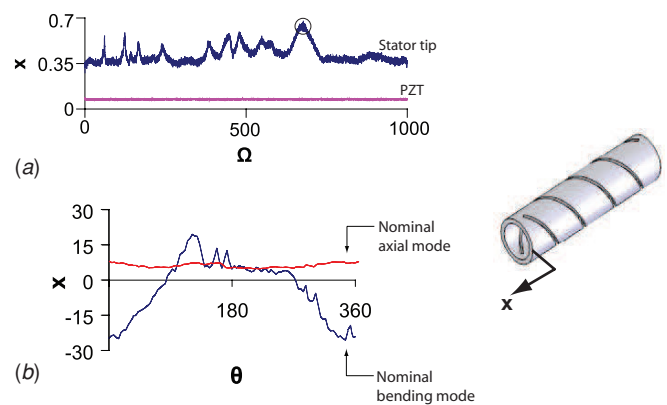 0.7
Stator tip
0.35
x
PZT
0
0
500
1000
Ω
(a)
30
Nominal
axial mode
15
x
0
180
360
-15
-30
(b)
θ
Nominal
bending mode
x